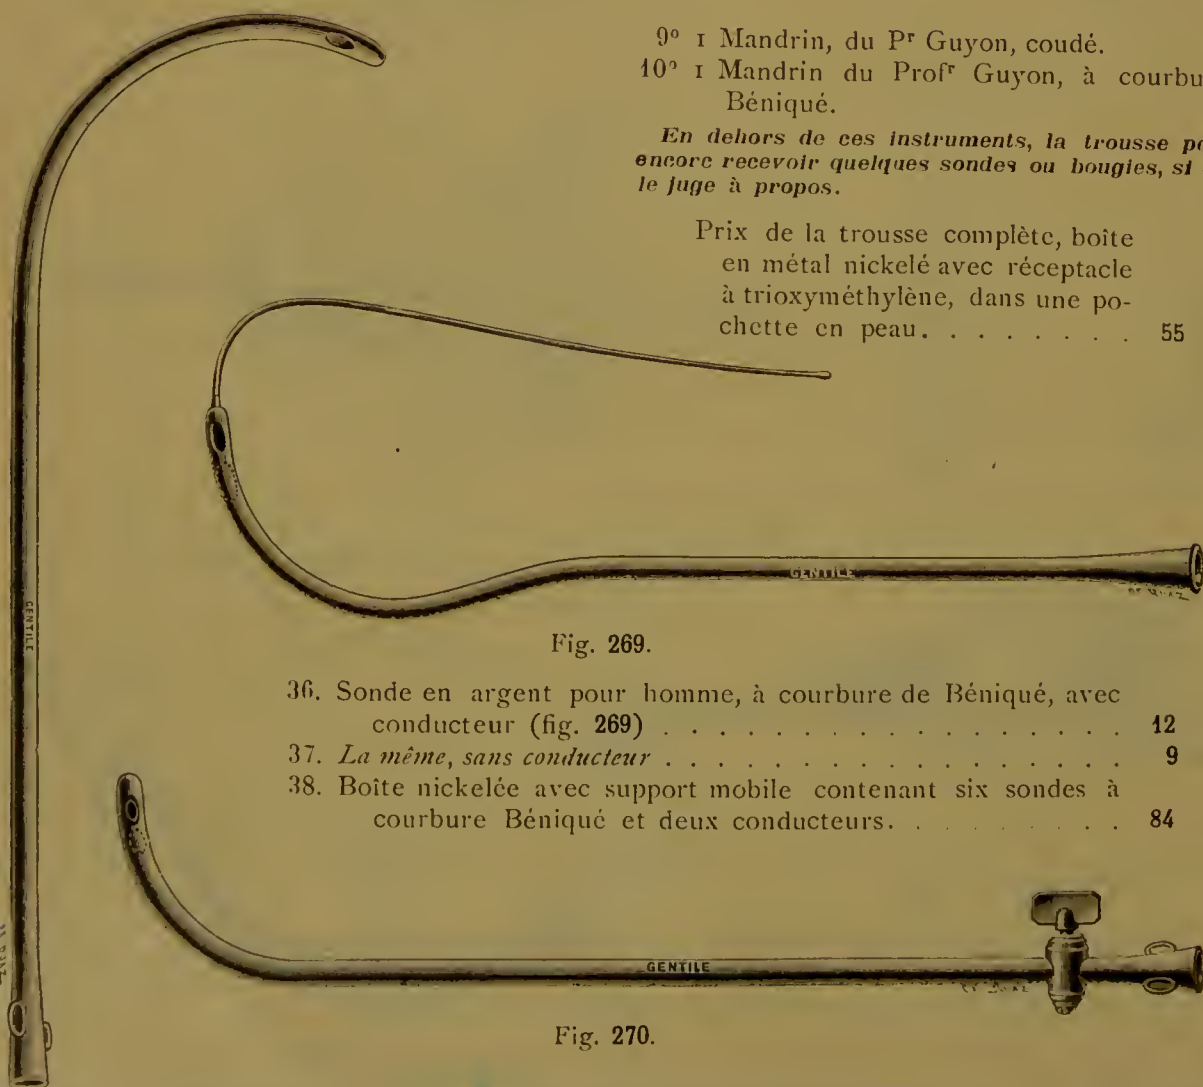 9° 1 Mandrin, du Pr Guyon, coudé.
10° 1 Mandrin du Profr Guyon, à courbu
Béniqué.
En dehors de ces instruments, la trousse
encore recevoir quelques sondes ou bougies, si
le juge à propos.
Prix de la trousse complète, boîte
en métal nickelé avec réceptacle
à trioxyméthylène, dans une po-
chette en peau. . . . . . . . 55
GENTILE
GENTILE
Fig. 269.
36. Sonde en argent pour homme, à courbure de Béniqué, avec
conducteur (fig. 269) . . . . . . . . . . . . . . . . . 12
37. La même, sans conducteur . . . . . . . . . . . . . . . . . 9
38. Boîte nickelée avec support mobile contenant six sondes à
courbure Béniqué et deux conducteurs. . . . . . . . . 84
GENTILE
Fig. 270.